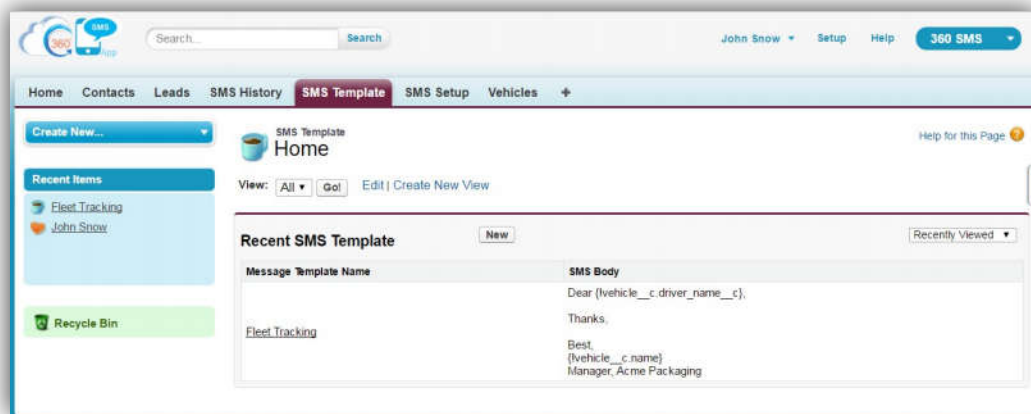 SMS
360
App
Search...
Search
John Snow
Setup
Help
360 SMS
Home
Contacts
Leads
SMS History
SMS Template
SMS Setup
Vehicles
+
Create New...
Recent Items
Fleet Tracking
John Snow
Recycle Bin
SMS Template
Home
Help for this Page
View:
All
Go!
Edit | Create New View
Recent SMS Template
New
Recently Viewed
Message Template Name
SMS Body
Fleet Tracking
Dear {!vehicle__c.driver_name__c},
Thanks,
Best,
{!vehicle__c.name}
Manager, Acme Packaging